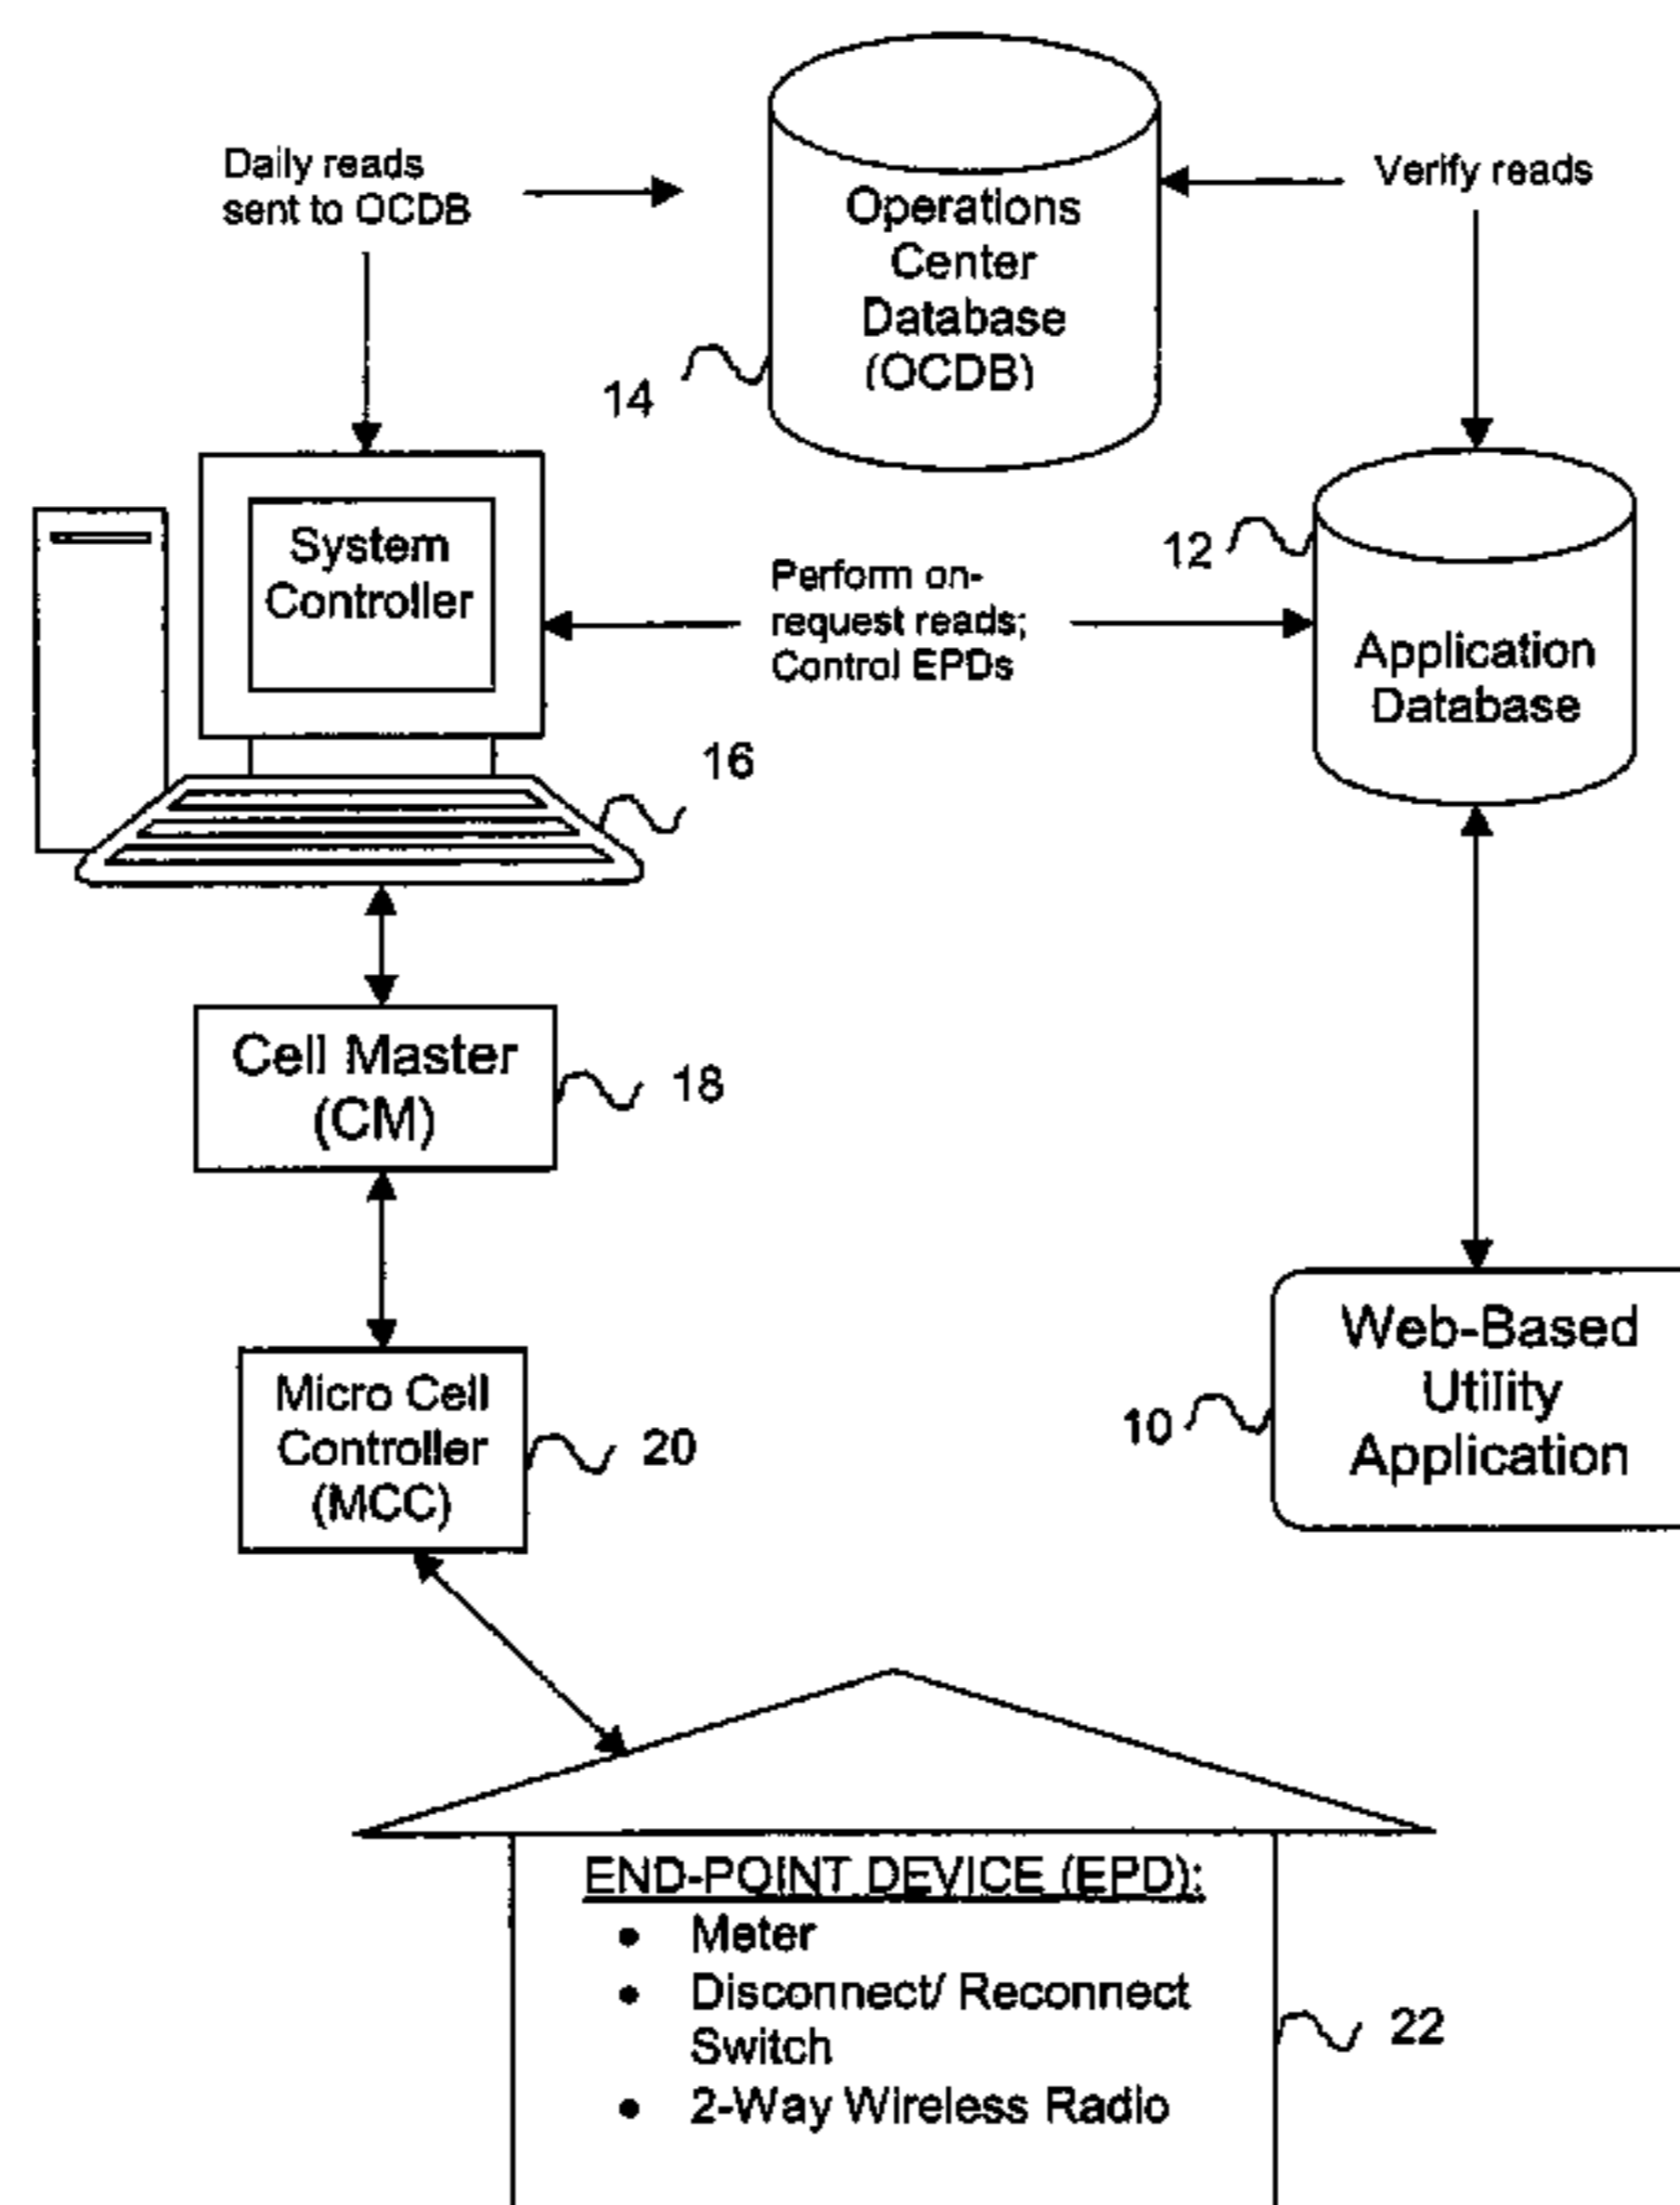 Daily reads
sent to OCDB
Operations
Center
Database
(OCDB)
14
Verify reads
System
Controller
16
Perform on-
request reads;
Control EPDs
12
Application
Database
Cell Master
(CM)
18
Micro Cell
Controller
(MCC)
20
Web-Based
Utility
Application
10
END-POINT DEVICE (EPD):
• Meter
• Disconnect/ Reconnect
Switch
• 2-Way Wireless Radio
22